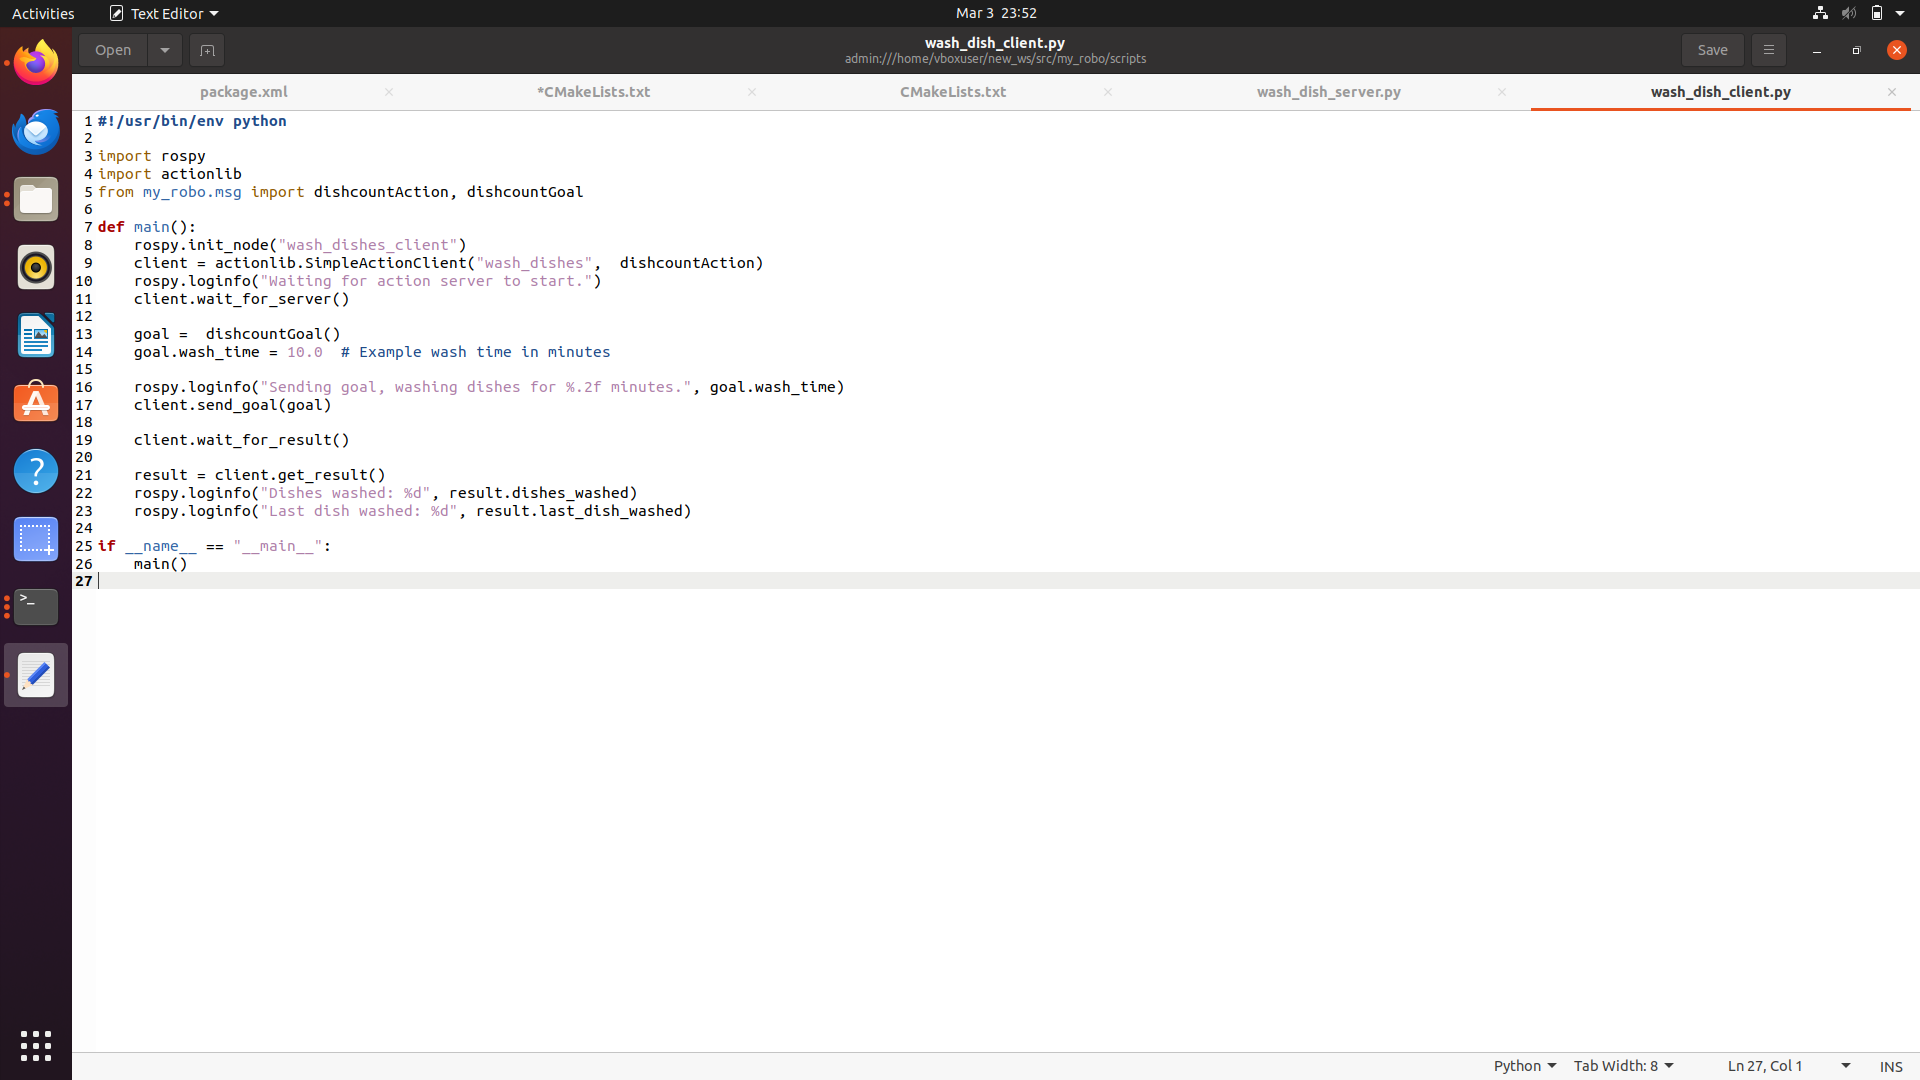 Activities Text Editor Mar 3 23:52
Open wash_dish_client.py Save
admin:///home/vboxuser/new_ws/src/my_robo/scripts
package.xml *CMakeLists.txt CMakeLists.txt wash_dish_server.py wash_dish_client.py
1 #!/usr/bin/env python
2
3 import rospy
4 import actionlib
5 from my_robo.msg import dishcountAction, dishcountGoal
6
7 def main():
8     rospy.init_node("wash_dishes_client")
9     client = actionlib.SimpleActionClient("wash_dishes",  dishcountAction)
10     rospy.loginfo("Waiting for action server to start.")
11     client.wait_for_server()
12
13     goal =  dishcountGoal()
14     goal.wash_time = 10.0  # Example wash time in minutes
15
16     rospy.loginfo("Sending goal, washing dishes for %.2f minutes.", goal.wash_time)
17     client.send_goal(goal)
18
19     client.wait_for_result()
20
21     result = client.get_result()
22     rospy.loginfo("Dishes washed: %d", result.dishes_washed)
23     rospy.loginfo("Last dish washed: %d", result.last_dish_washed)
24
25 if __name__ == "__main__":
26     main()
27
Python Tab Width: 8 Ln 27, Col 1 INS